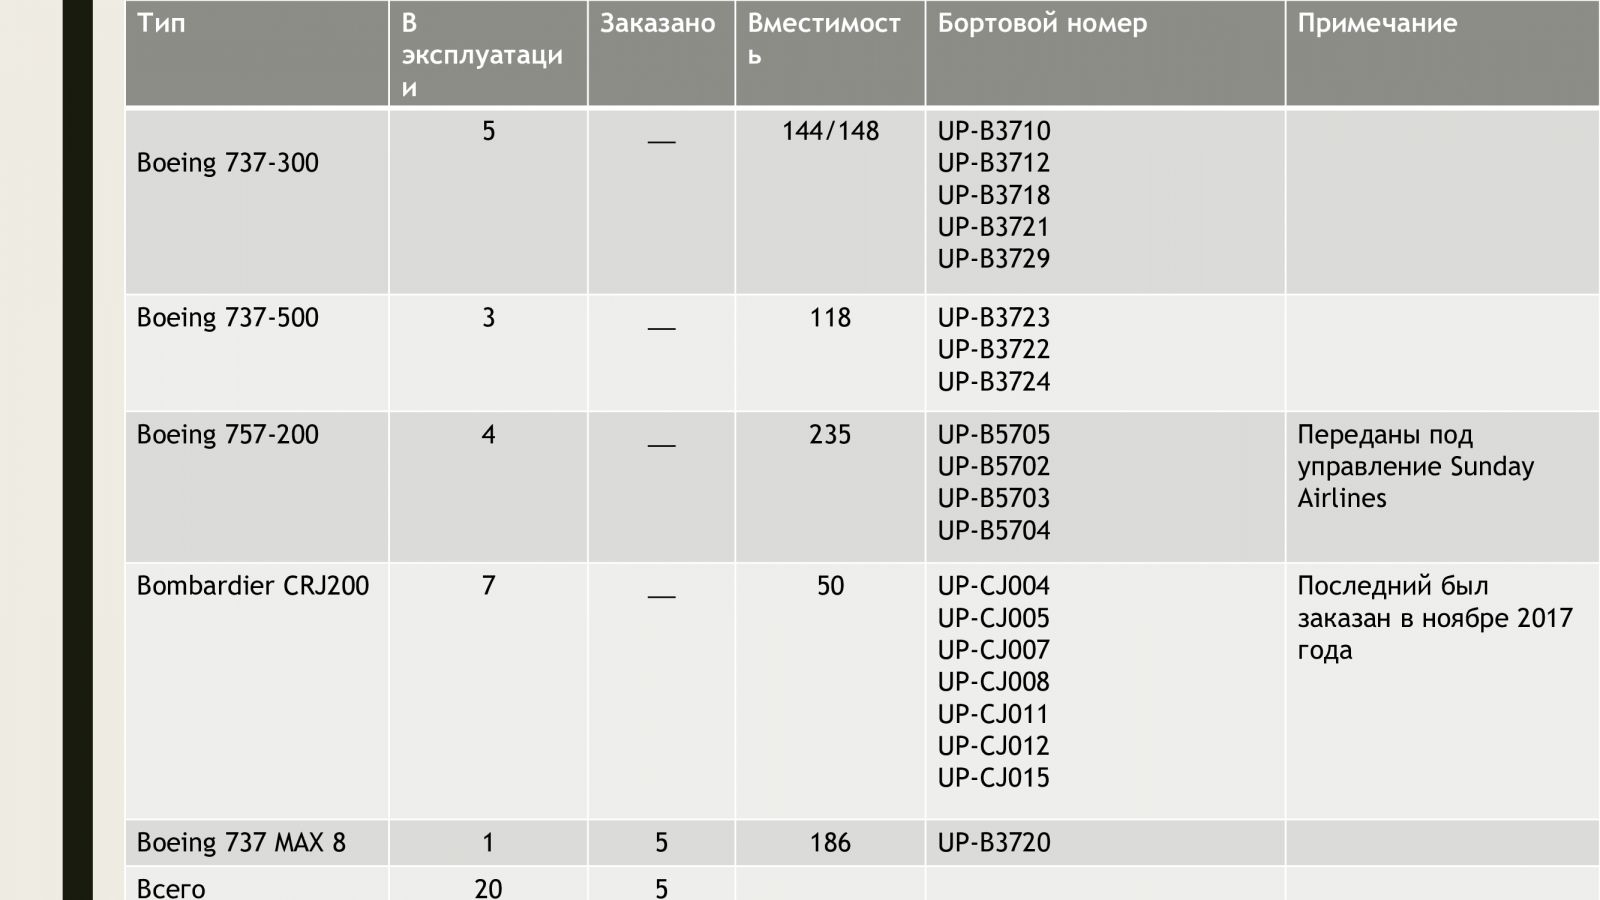 Тип
В
эксплуатаци
и
Заказано
Вместимост
ь
Бортовой номер
Примечание
Boeing 737-300
5
__
144/148
UP-B3710
UP-B3712
UP-B3718
UP-B3721
UP-B3729
Boeing 737-500
3
__
118
UP-B3723
UP-B3722
UP-B3724
Boeing 757-200
4
__
235
UP-B5705
UP-B5702
UP-B5703
UP-B5704
Переданы под
управление Sunday
Airlines
Bombardier CRJ200
7
__
50
UP-CJ004
UP-CJ005
UP-CJ007
UP-CJ008
UP-CJ011
UP-CJ012
UP-CJ015
Последний был
заказан в ноябре 2017
года
Boeing 737 MAX 8
1
5
186
UP-B3720
Всего
20
5